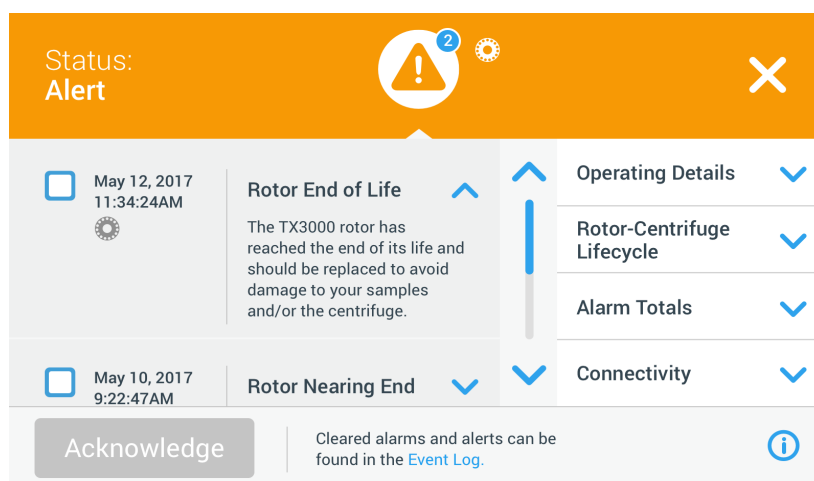 Status:
Alert
2
May 12, 2017
11:34:24AM
Rotor End of Life
The TX3000 rotor has
reached the end of its life and
should be replaced to avoid
damage to your samples
and/or the centrifuge.
May 10, 2017
9:22:47AM
Rotor Nearing End
Operating Details
Rotor-Centrifuge
Lifecycle
Alarm Totals
Connectivity
Acknowledge
Cleared alarms and alerts can be
found in the Event Log.